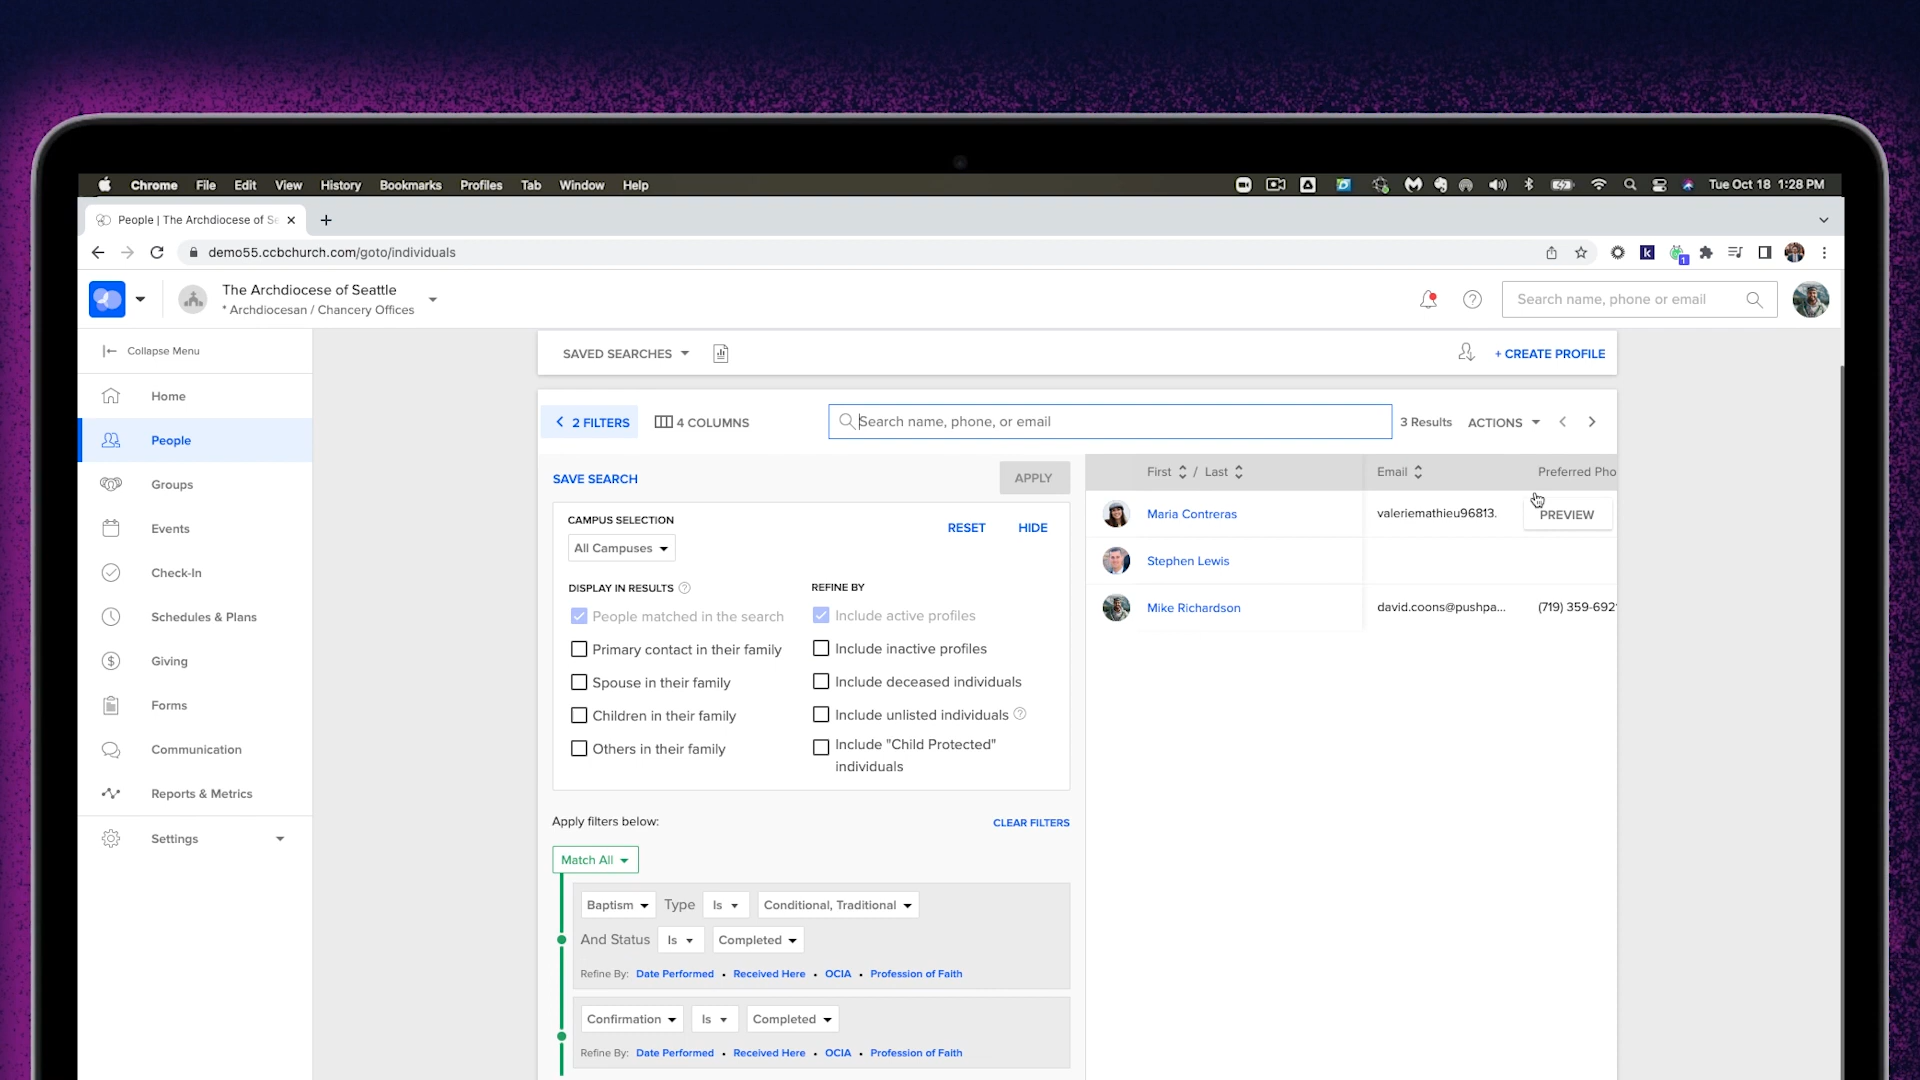 Chrome File Edit View History Bookmarks Profiles Tab Window Help Tue Oct 18 1:28 PM
People | The Archdiocese of Se
demo55.ccbchurch.com/goto/individuals
1
The Archdiocese of Seattle
* Archdiocesan / Chancery Offices
Search name, phone or email
Collapse Menu
Home
People
Groups
Events
Check-In
Schedules & Plans
Giving
Forms
Communication
Reports & Metrics
Settings
SAVED SEARCHES
+ CREATE PROFILE
2 FILTERS
4 COLUMNS
Search name, phone, or email
3 Results
ACTIONS
SAVE SEARCH
APPLY
CAMPUS SELECTION
RESET
HIDE
All Campuses
DISPLAY IN RESULTS
People matched in the search
Primary contact in their family
Spouse in their family
Children in their family
Others in their family
REFINE BY
Include active profiles
Include inactive profiles
Include deceased individuals
Include unlisted individuals
Include "Child Protected"
individuals
Apply filters below:
CLEAR FILTERS
Match All
Baptism Type Is Conditional, Traditional
And Status Is Completed
Refine By: Date Performed • Received Here • OCIA • Profession of Faith
Confirmation Is Completed
Refine By: Date Performed • Received Here • OCIA • Profession of Faith
First / Last Email Preferred Pho
Maria Contreras valeriemathieu96813. PREVIEW
Stephen Lewis
Mike Richardson david.coons@pushpa... (719) 359-692